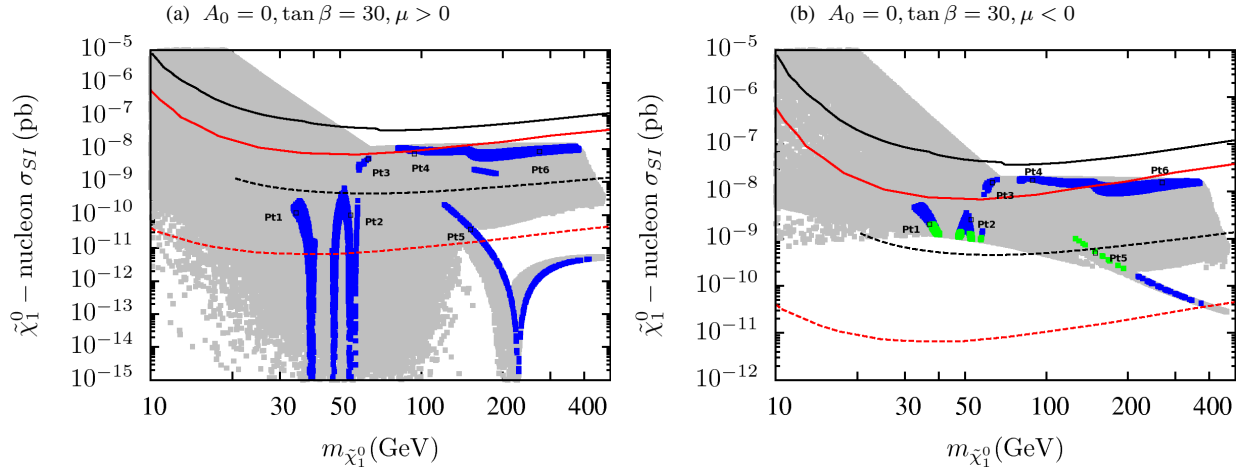 (a) A₀ = 0, tan β = 30, μ > 0
10⁻⁵
10⁻⁶
10⁻⁷
10⁻⁸
10⁻⁹
10⁻¹⁰
10⁻¹¹
10⁻¹²
10⁻¹³
10⁻¹⁴
10⁻¹⁵
χ̃₁⁰ − nucleon σ_SI (pb)
Pt1
Pt2
Pt3
Pt4
Pt5
Pt6
10 30 50 100 200 400
m_χ̃₁⁰ (GeV)
(b) A₀ = 0, tan β = 30, μ < 0
10⁻⁵
10⁻⁶
10⁻⁷
10⁻⁸
10⁻⁹
10⁻¹⁰
10⁻¹¹
10⁻¹²
χ̃₁⁰ − nucleon σ_SI (pb)
Pt1
Pt2
Pt3
Pt4
Pt5
Pt6
10 30 50 100 200 400
m_χ̃₁⁰ (GeV)